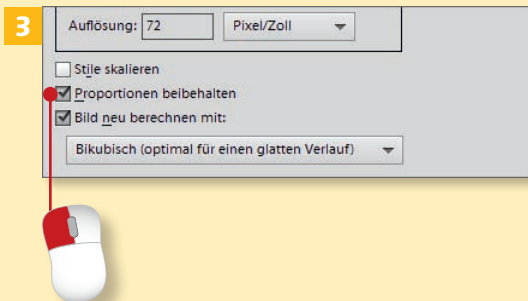 3
Auflösung: 72 Pixel/Zoll
Stile skalieren
Proportionen beibehalten
Bild neu berechnen mit:
Bikubisch (optimal für einen glatten Verlauf)